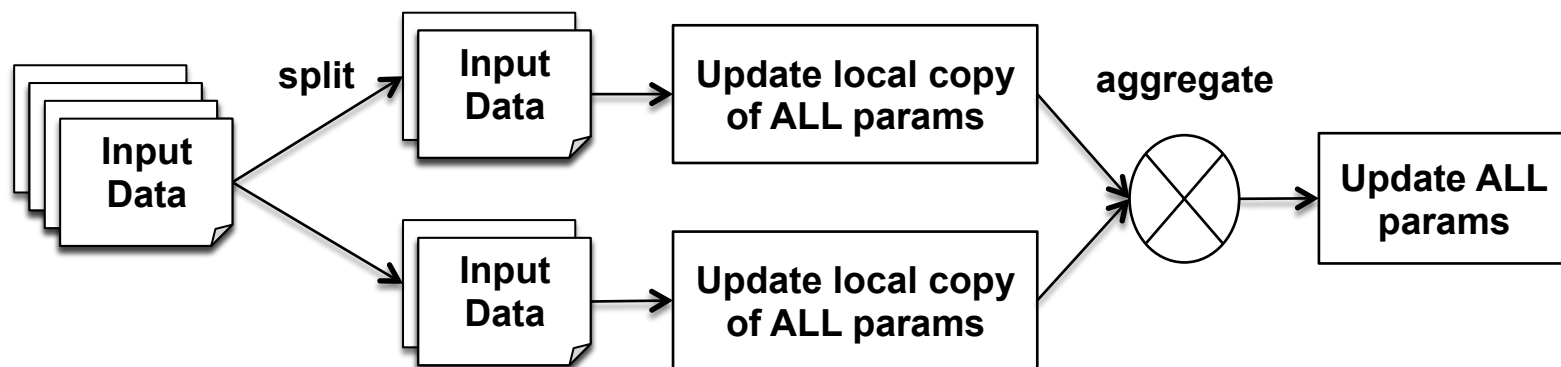 Input
Data
split
Input
Data
Update local copy
of ALL params
Input
Data
Update local copy
of ALL params
aggregate
Update ALL
params